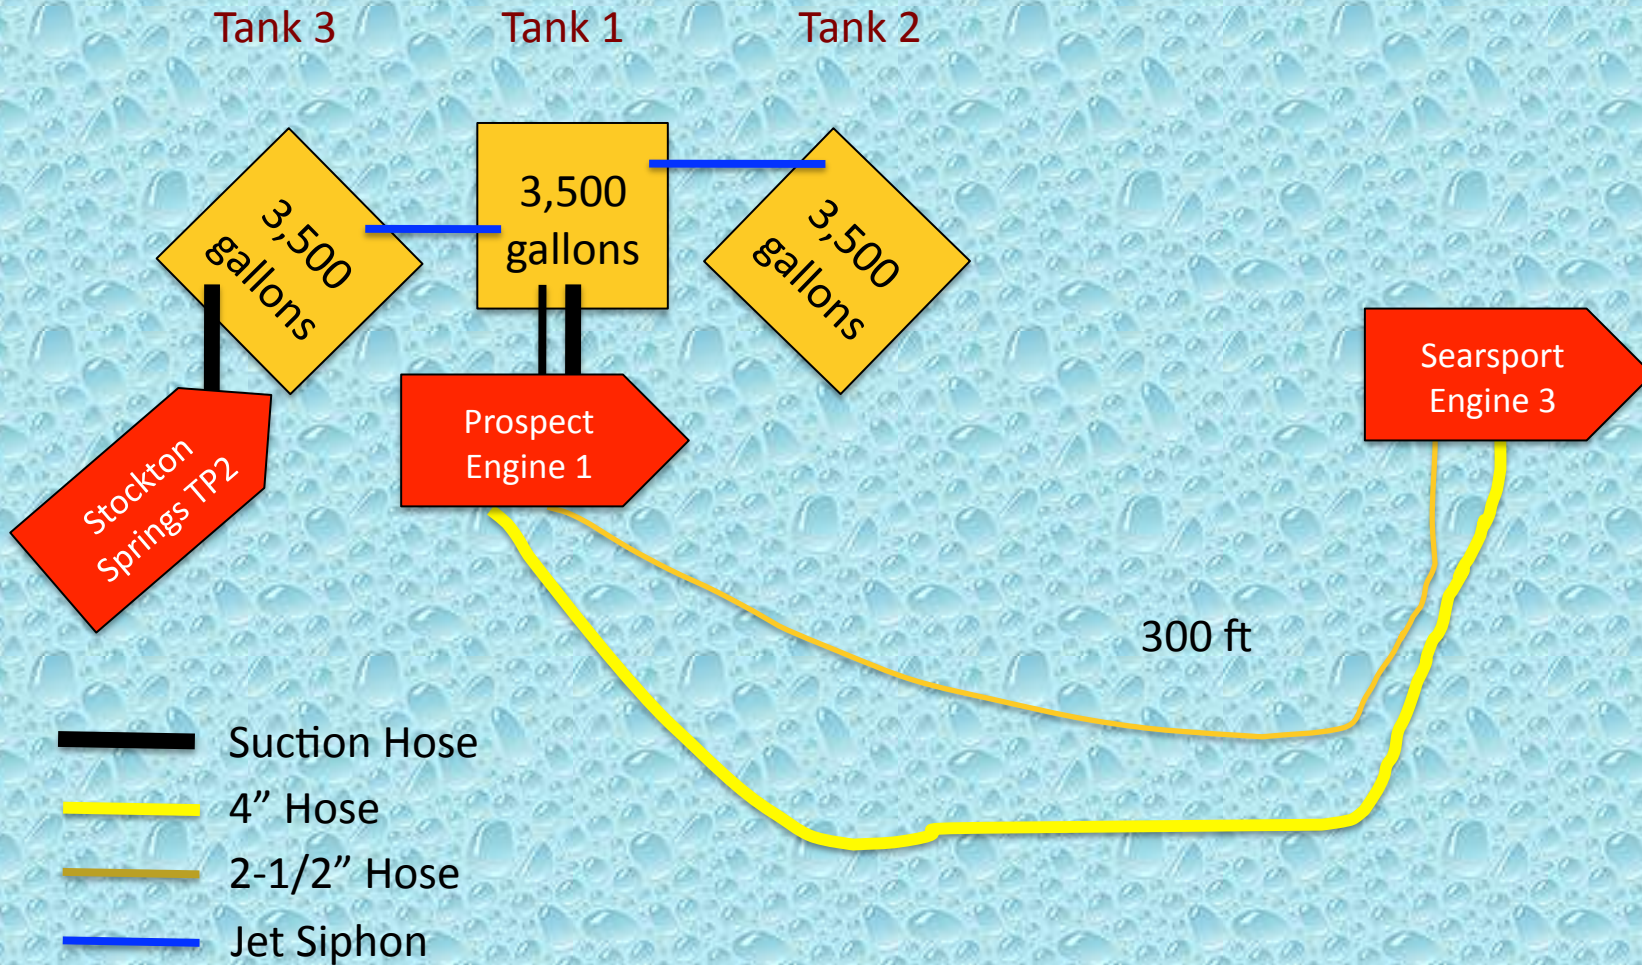 Tank 3
Tank 1
Tank 2
3,500
gallons
3,500
gallons
3,500
gallons
Stockton
Springs TP2
Prospect
Engine 1
Searsport
Engine 3
300 ft
Suction Hose
4” Hose
2-1/2” Hose
Jet Siphon